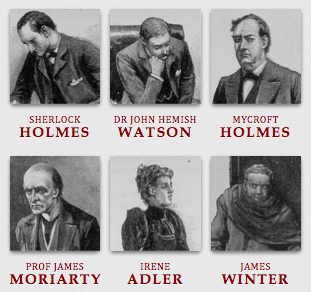 SHERLOCK
HOLMES
DR JOHN HEMISH
WATSON
MYCROFT
HOLMES
PROF JAMES
MORIARTY
IRENE
ADLER
JAMES
WINTER